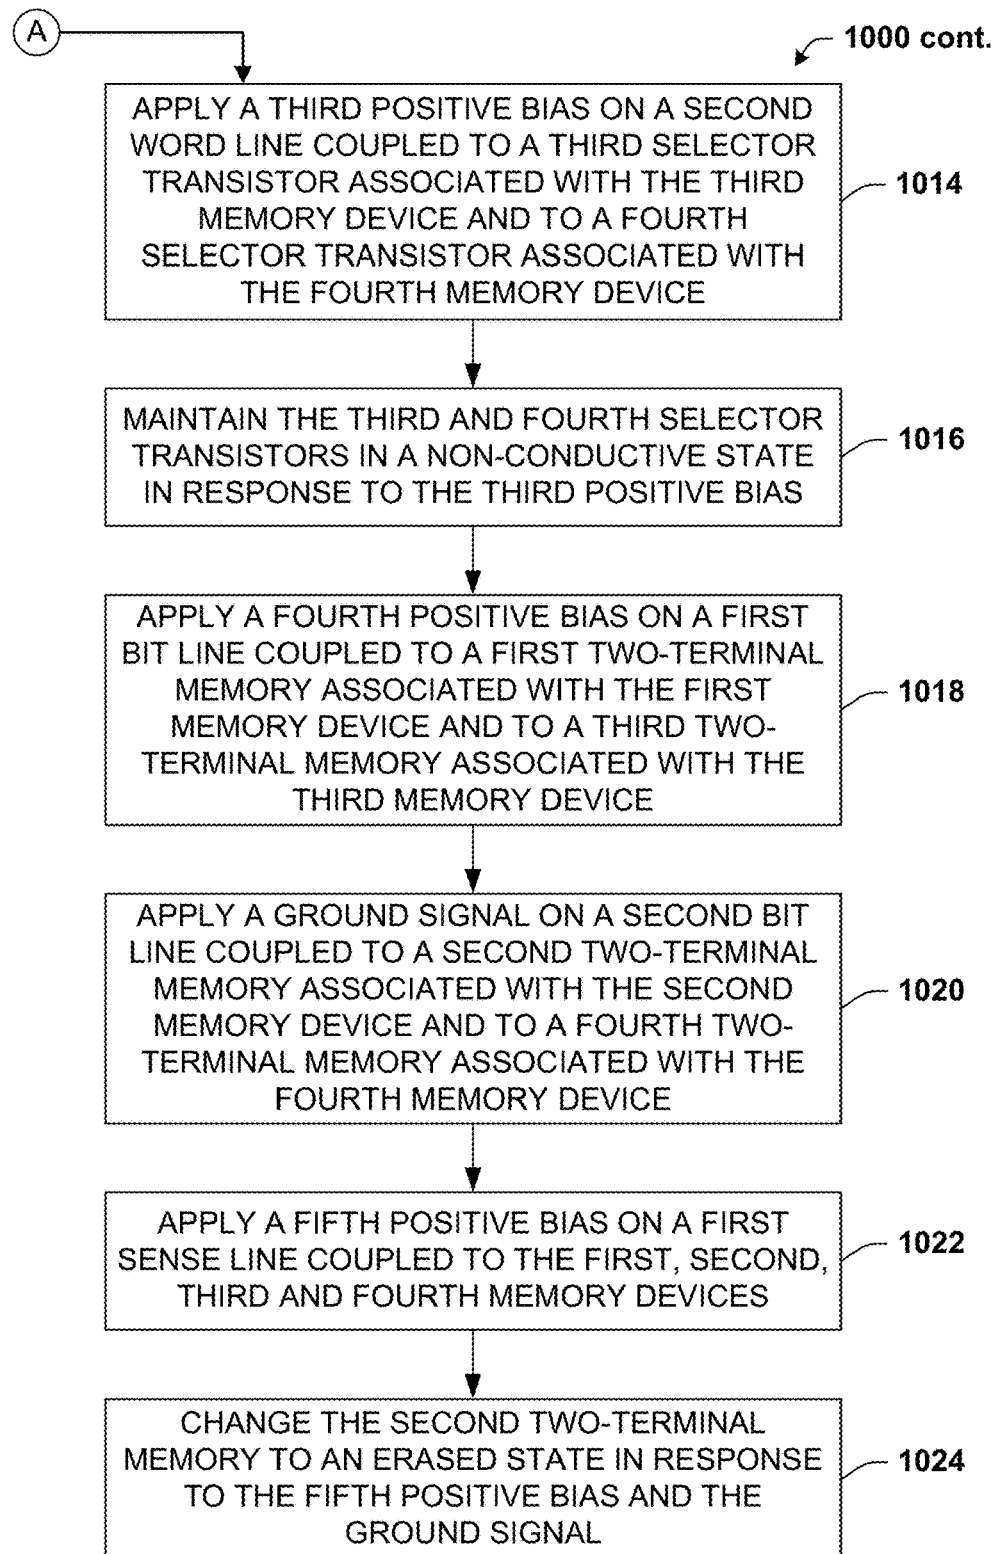 A
1000 cont.
APPLY A THIRD POSITIVE BIAS ON A SECOND
WORD LINE COUPLED TO A THIRD SELECTOR
TRANSISTOR ASSOCIATED WITH THE THIRD
MEMORY DEVICE AND TO A FOURTH
SELECTOR TRANSISTOR ASSOCIATED WITH
THE FOURTH MEMORY DEVICE
1014
MAINTAIN THE THIRD AND FOURTH SELECTOR
TRANSISTORS IN A NON-CONDUCTIVE STATE
IN RESPONSE TO THE THIRD POSITIVE BIAS
1016
APPLY A FOURTH POSITIVE BIAS ON A FIRST
BIT LINE COUPLED TO A FIRST TWO-TERMINAL
MEMORY ASSOCIATED WITH THE FIRST
MEMORY DEVICE AND TO A THIRD TWO-
TERMINAL MEMORY ASSOCIATED WITH THE
THIRD MEMORY DEVICE
1018
APPLY A GROUND SIGNAL ON A SECOND BIT
LINE COUPLED TO A SECOND TWO-TERMINAL
MEMORY ASSOCIATED WITH THE SECOND
MEMORY DEVICE AND TO A FOURTH TWO-
TERMINAL MEMORY ASSOCIATED WITH THE
FOURTH MEMORY DEVICE
1020
APPLY A FIFTH POSITIVE BIAS ON A FIRST
SENSE LINE COUPLED TO THE FIRST, SECOND,
THIRD AND FOURTH MEMORY DEVICES
1022
CHANGE THE SECOND TWO-TERMINAL
MEMORY TO AN ERASED STATE IN RESPONSE
TO THE FIFTH POSITIVE BIAS AND THE
GROUND SIGNAL
1024